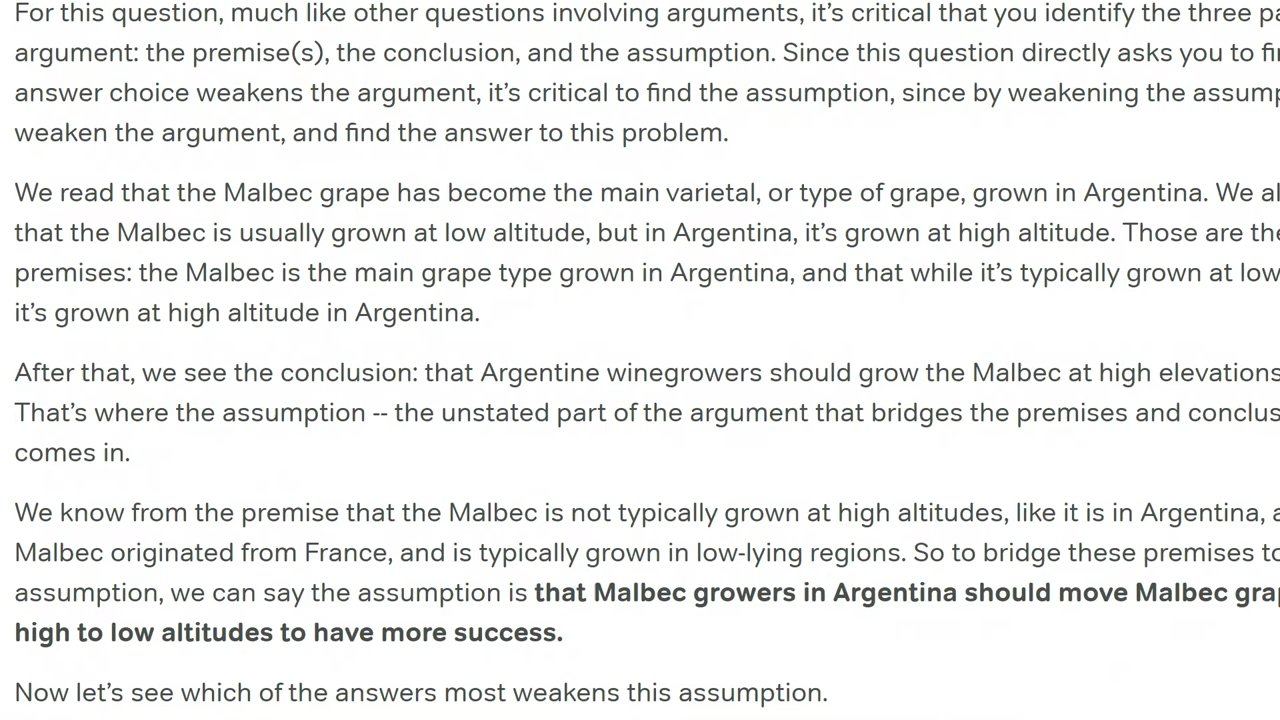 For this question, much like other questions involving arguments, it's critical that you identify the three
argument: the premise(s), the conclusion, and the assumption. Since this question directly asks you to
answer choice weakens the argument, it's critical to find the assumption, since by weakening the
weaken the argument, and find the answer to this problem.
We read that the Malbec grape has become the main varietal, or type of grape, grown in Argentina. We
that the Malbec is usually grown at low altitude, but in Argentina, it's grown at high altitude. Those are
premises: the Malbec is the main grape type grown in Argentina, and that while it's typically grown at low
it's grown at high altitude in Argentina.
After that, we see the conclusion: that Argentine winegrowers should grow the Malbec at high elevations
That's where the assumption -- the unstated part of the argument that bridges the premises and
comes in.
We know from the premise that the Malbec is not typically grown at high altitudes, like it is in Argentina,
Malbec originated from France, and is typically grown in low-lying regions. So to bridge these premises
assumption, we can say the assumption is that Malbec growers in Argentina should move Malbec
high to low altitudes to have more success.
Now let's see which of the answers most weakens this assumption.